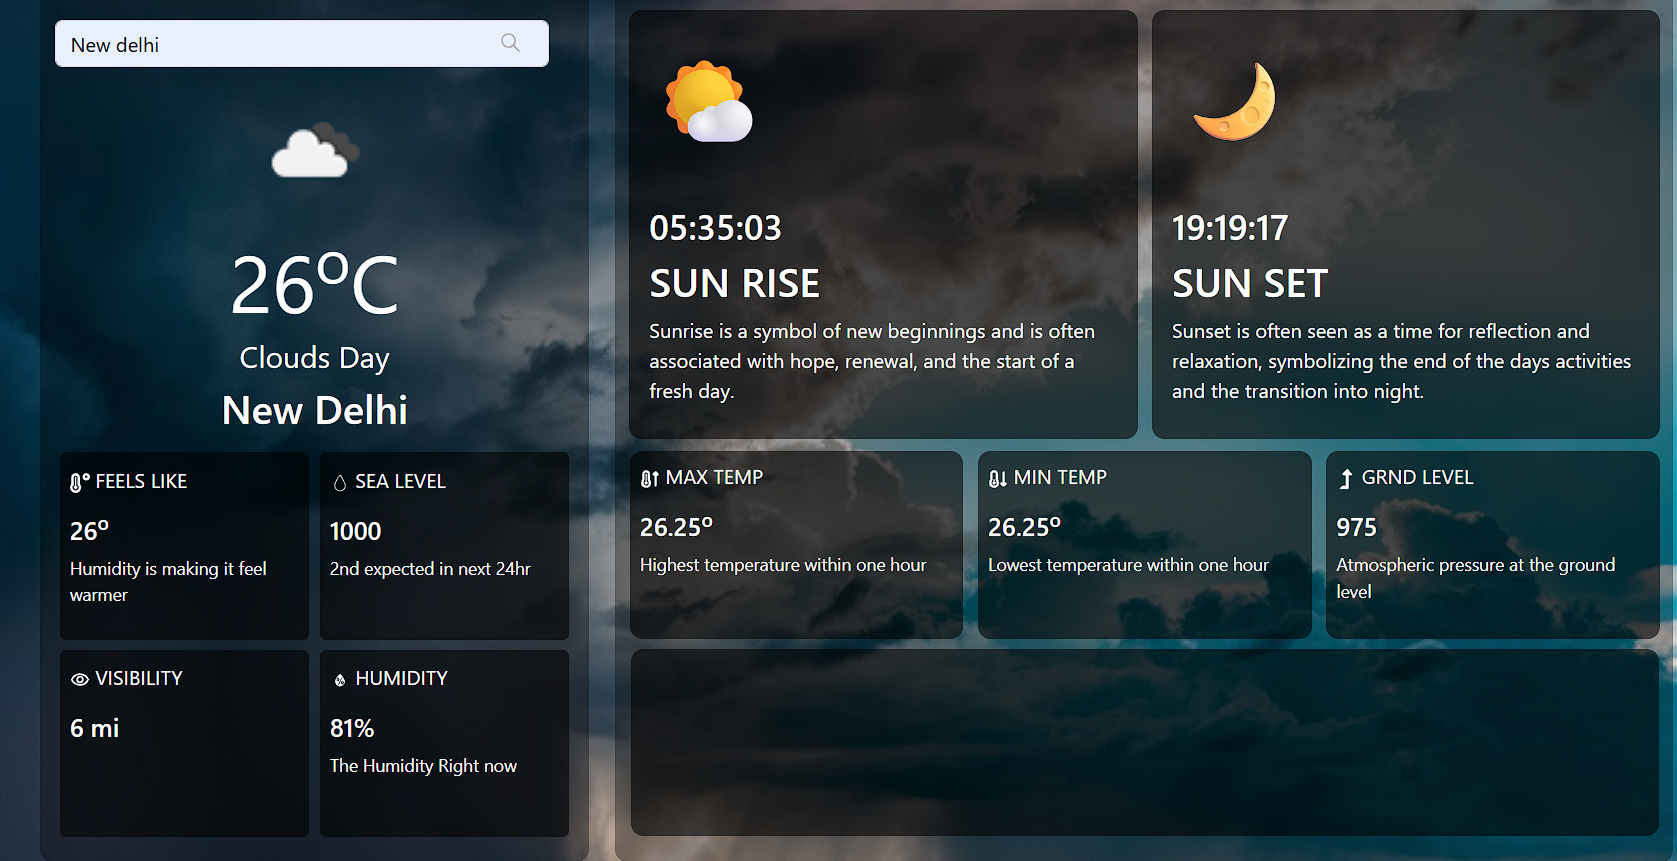 New delhi
26°C
Clouds Day
New Delhi
FEELS LIKE
26°
Humidity is making it feel
warmer
SEA LEVEL
1000
2nd expected in next 24hr
VISIBILITY
6 mi
HUMIDITY
81%
The Humidity Right now
05:35:03
SUN RISE
Sunrise is a symbol of new beginnings and is often
associated with hope, renewal, and the start of a
fresh day.
19:19:17
SUN SET
Sunset is often seen as a time for reflection and
relaxation, symbolizing the end of the days activities
and the transition into night.
MAX TEMP
26.25°
Highest temperature within one hour
MIN TEMP
26.25°
Lowest temperature within one hour
GRND LEVEL
975
Atmospheric pressure at the ground
level